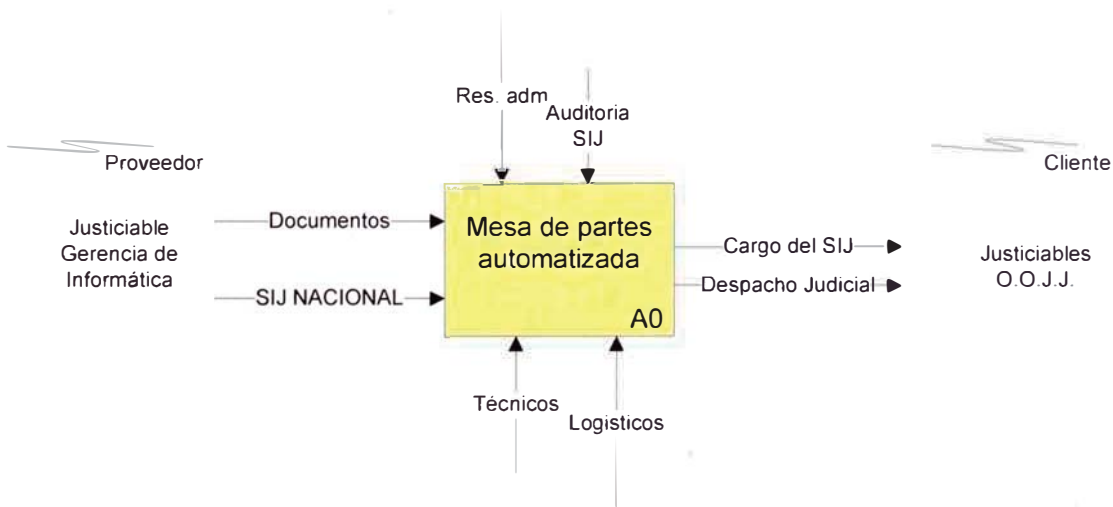 Res. adm
Auditoria
SIJ
Proveedor
Cliente
Justiciable
Gerencia de
Informática
Documentos
SIJ NACIONAL
Mesa de partes
automatizada
A0
Cargo del SIJ
Despacho Judicial
Justiciables
O.O.J.J.
Técnicos
Logisticos